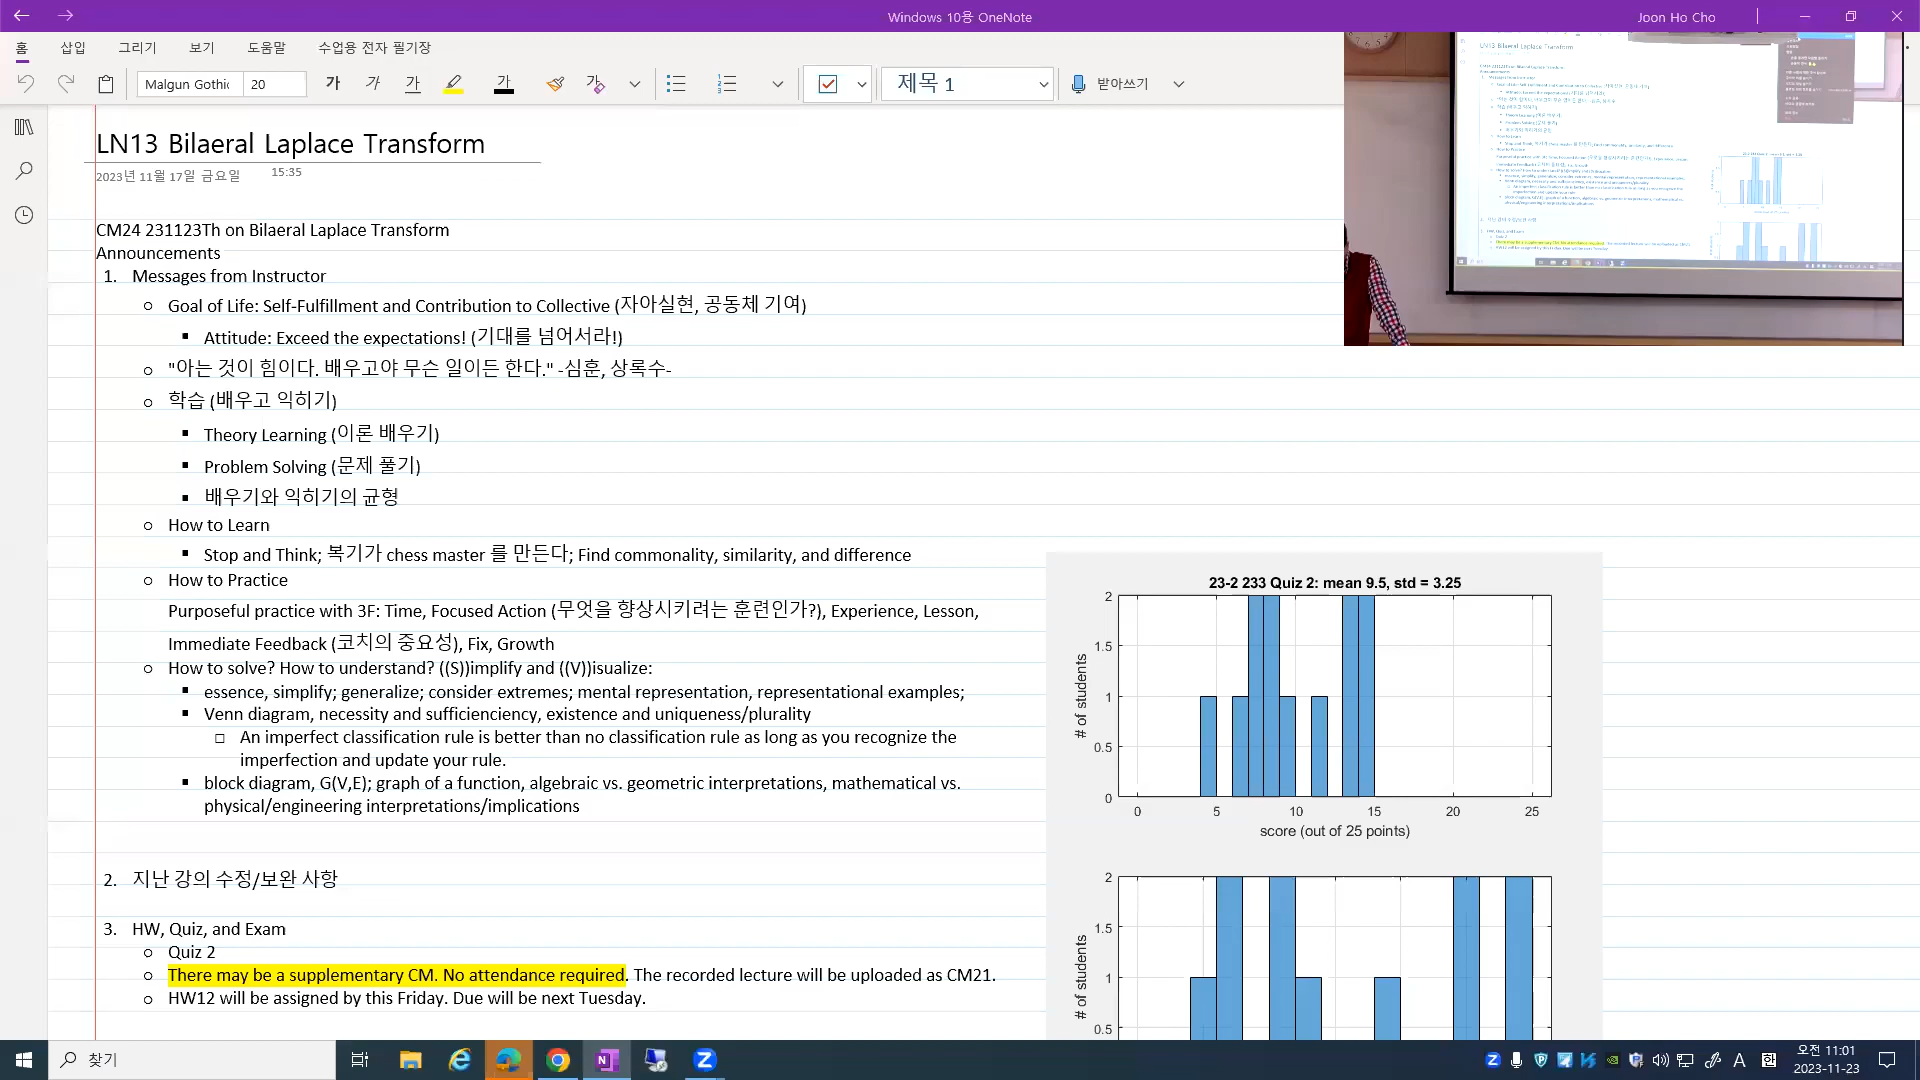 Windows 10용 OneNote
Joon Ho Cho
홈 삽입 그리기 보기 도움말 수업용 전자 필기장
Malgun Gothic 20 가 가 가 가 제목 1 받아쓰기
LN13 Bilaeral Laplace Transform
2023년 11월 17일 금요일 15:35
CM24 231123Th on Bilaeral Laplace Transform
Announcements
1. Messages from Instructor
Goal of Life: Self-Fulfillment and Contribution to Collective (자아실현, 공동체 기여)
Attitude: Exceed the expectations! (기대를 넘어서라!)
"아는 것이 힘이다. 배우고야 무슨 일이든 한다." -심훈, 상록수-
학습 (배우고 익히기)
Theory Learning (이론 배우기)
Problem Solving (문제 풀기)
배우기와 익히기의 균형
How to Learn
Stop and Think; 복기가 chess master 를 만든다; Find commonality, similarity, and difference
How to Practice
Purposeful practice with 3F: Time, Focused Action (무엇을 향상시키려는 훈련인가?), Experience, Lesson,
Immediate Feedback (코치의 중요성), Fix, Growth
How to solve? How to understand? ((S))implify and ((V))isualize:
essence, simplify; generalize; consider extremes; mental representation, representational examples;
Venn diagram, necessity and sufficienciency, existence and uniqueness/plurality
An imperfect classification rule is better than no classification rule as long as you recognize the
imperfection and update your rule.
block diagram, G(V,E); graph of a function, algebraic vs. geometric interpretations, mathematical vs.
physical/engineering interpretations/implications
2. 지난 강의 수정/보완 사항
3. HW, Quiz, and Exam
Quiz 2
There may be a supplementary CM. No attendance required. The recorded lecture will be uploaded as CM21.
HW12 will be assigned by this Friday. Due will be next Tuesday.
23-2 233 Quiz 2: mean 9.5, std = 3.25
2
1.5
1
0.5
0
# of students
0 5 10 15 20 25
score (out of 25 points)
2
1.5
1
0.5
# of students
찾기
A 한
오전 11:01
2023-11-23